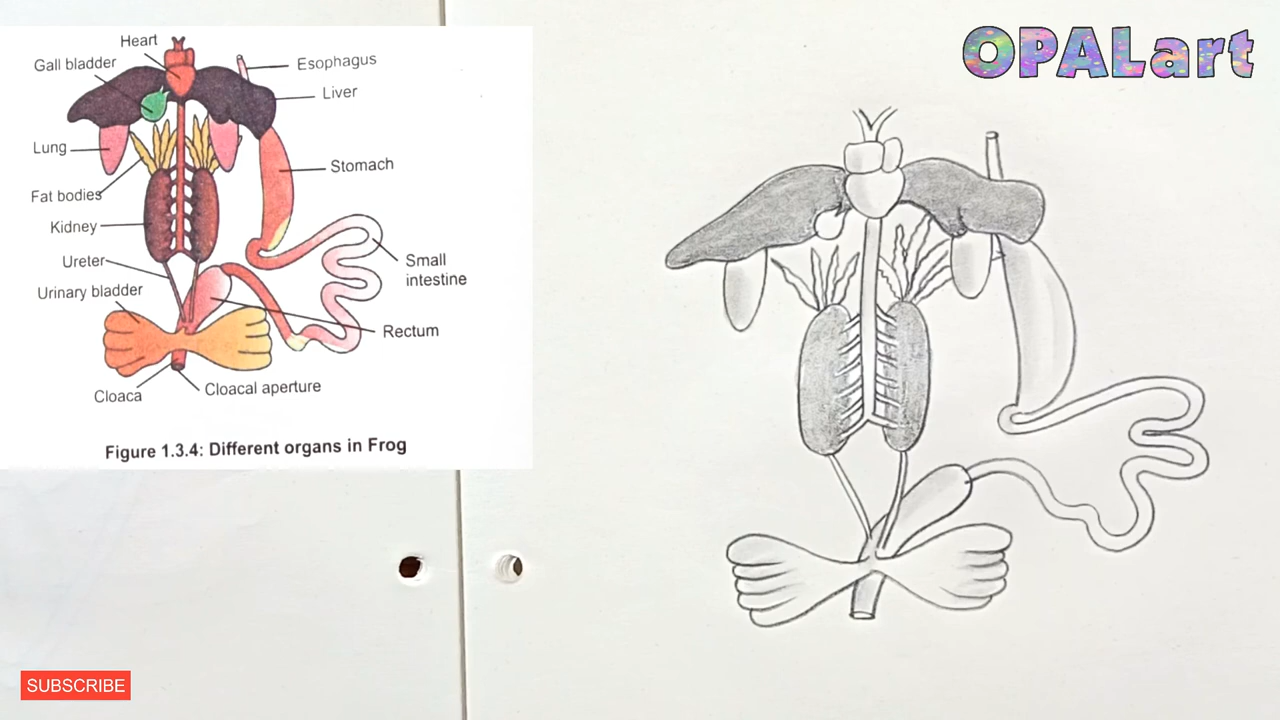 OPALart
Heart
Gall bladder
Esophagus
Liver
Lung
Stomach
Fat bodies
Kidney
Ureter
Small
intestine
Urinary bladder
Rectum
Cloacal aperture
Cloaca
Figure 1.3.4: Different organs in Frog
SUBSCRIBE